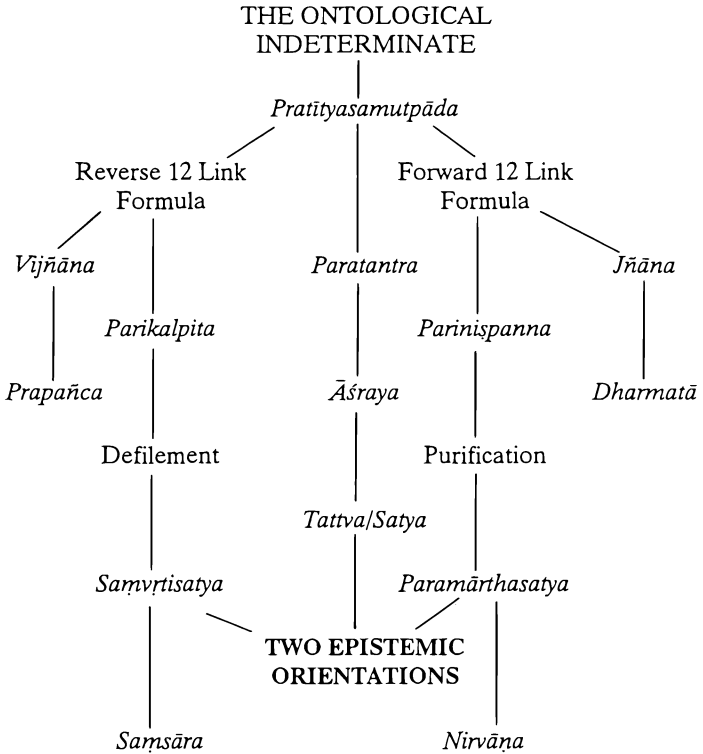 THE ONTOLOGICAL
INDETERMINATE
Pratītyasamutpāda
Reverse 12 Link
Formula
Forward 12 Link
Formula
Vijñāna
Paratantra
Jñāna
Parikalpita
Pariniṣpanna
Prapañca
Āśraya
Dharmatā
Defilement
Purification
Tattva/Satya
Saṃvṛtisatya
Paramārthasatya
TWO EPISTEMIC
ORIENTATIONS
Saṃsāra
Nirvāṇa